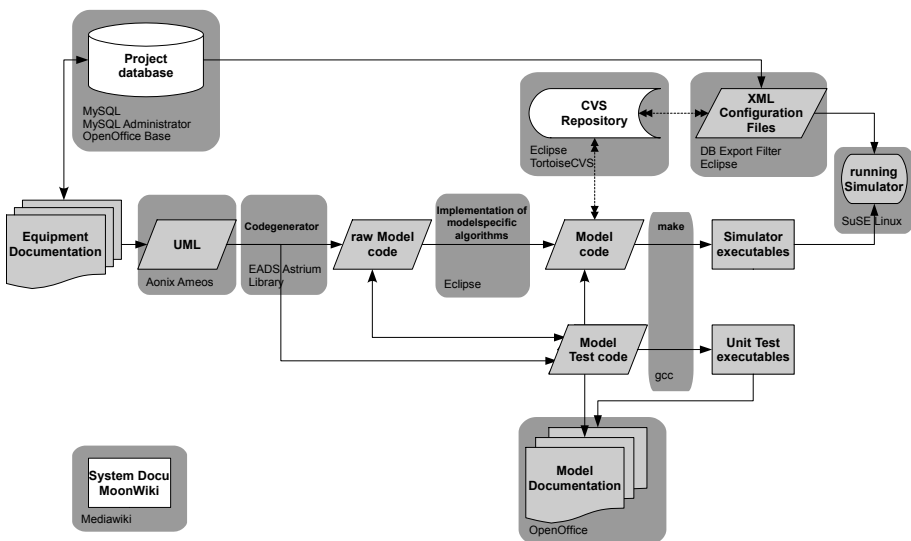 Project
database
MySQL
MySQL Administrator
OpenOffice Base
CVS
Repository
Eclipse
TortoiseCVS
XML
Configuration
Files
DB Export Filter
Eclipse
running
Simulator
SuSE Linux
Equipment
Documentation
UML
Aonix Ameos
Codegenerator
EADS Astrium
Library
raw Model
code
Implementation of
modelspecific
algorithms
Eclipse
Model
code
make
gcc
Simulator
executables
Model
Test code
Unit Test
executables
Model
Documentation
OpenOffice
System Docu
MoonWiki
Mediawiki